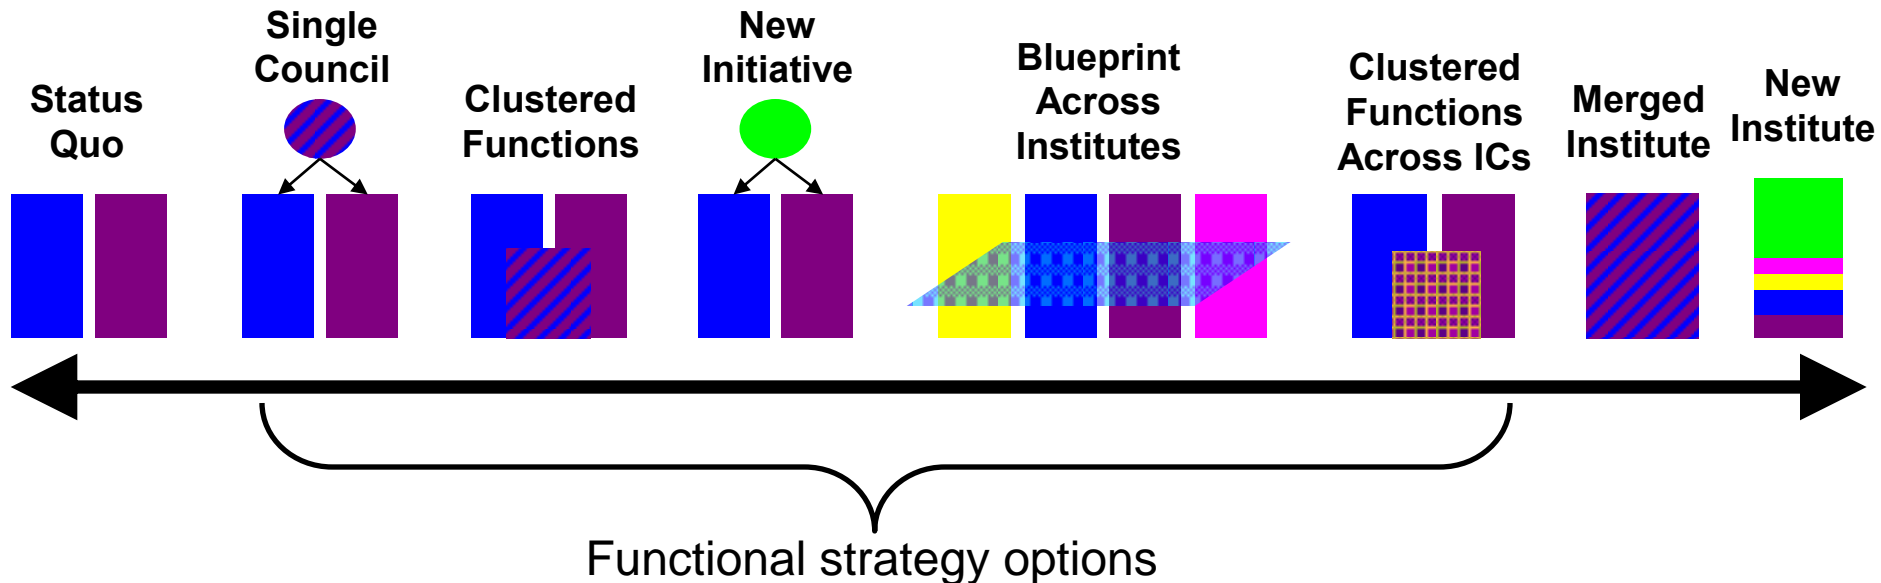 Status
Quo
Single
Council
Clustered
Functions
New
Initiative
Blueprint
Across
Institutes
Clustered
Functions
Across ICs
Merged
Institute
New
Institute
Functional strategy options